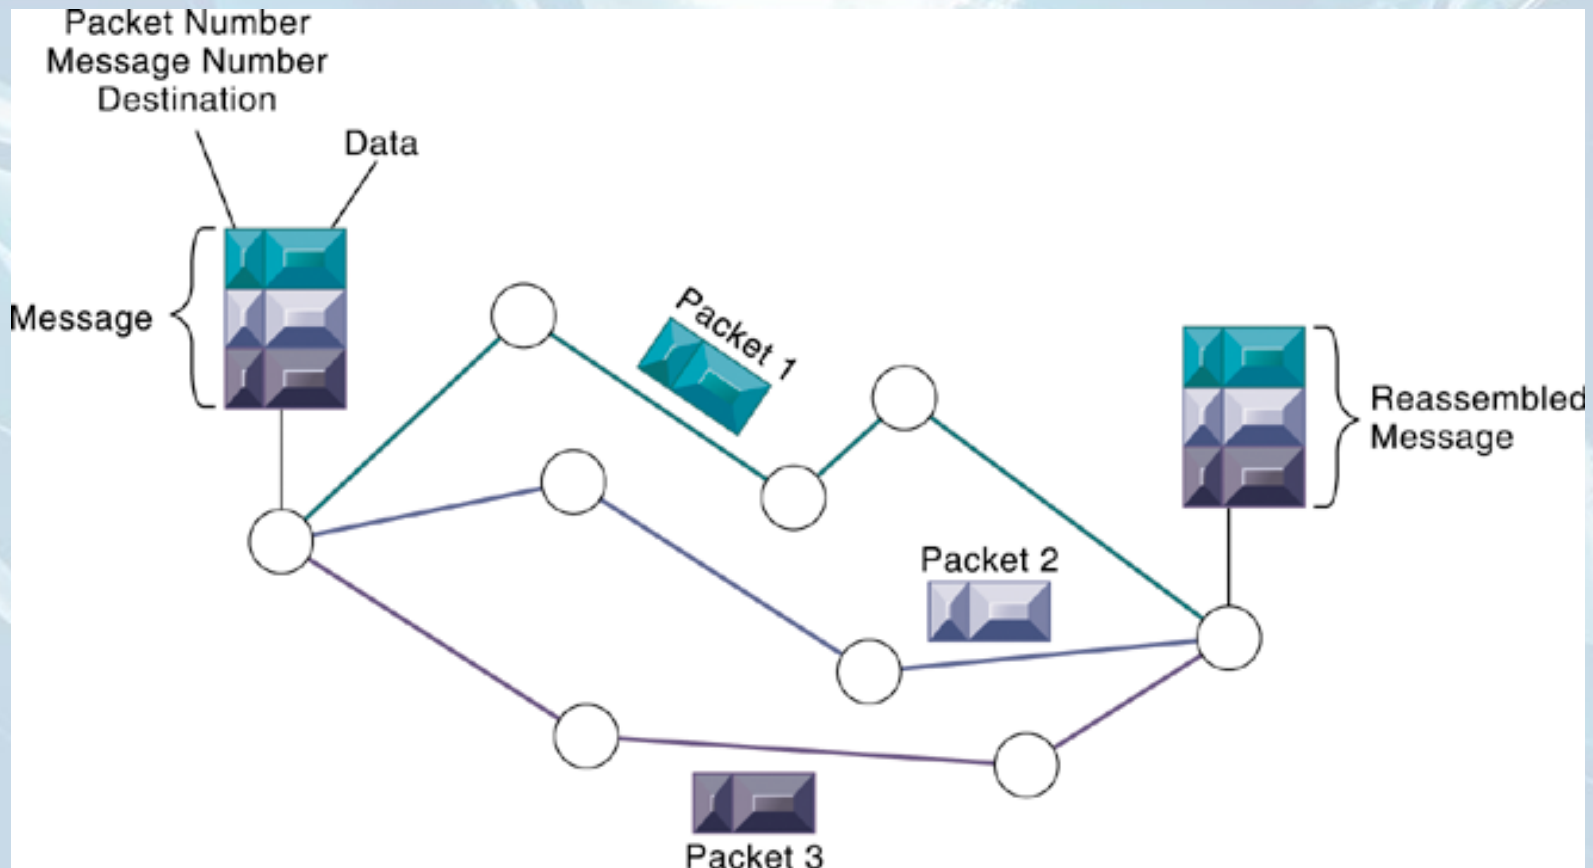 Packet Number
Message Number
Destination
Data
Message
Packet 1
Packet 2
Packet 3
Reassembled
Message